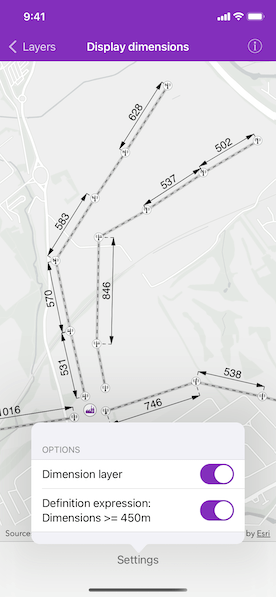 9:41
Layers
Display dimensions
628
502
537
583
846
570
531
538
1016
746
OPTIONS
Dimension layer
Definition expression:
Dimensions >= 450m
Source
by Esri
Settings